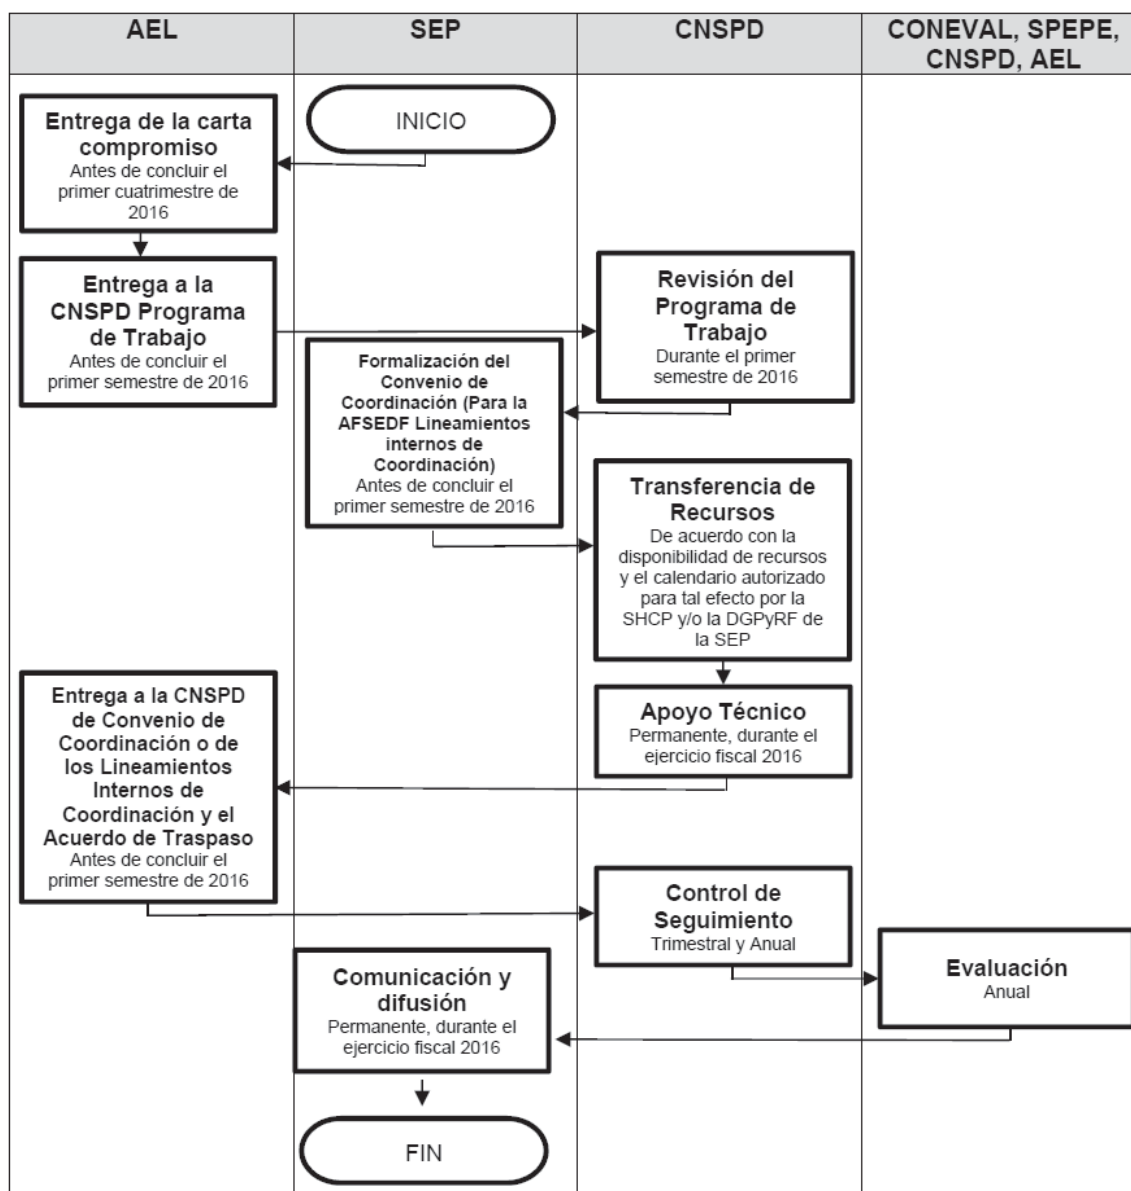 AEL
SEP
CNSPD
CONEVAL, SPEPE,
CNSPD, AEL
INICIO
Entrega de la carta
compromiso
Antes de concluir el
primer cuatrimestre de
2016
Entrega a la
CNSPD Programa
de Trabajo
Antes de concluir el
primer semestre de 2016
Revisión del
Programa de
Trabajo
Durante el primer
semestre de 2016
Formalización del
Convenio de
Coordinación (Para la
AFSEDF Lineamientos
internos de
Coordinación)
Antes de concluir el
primer semestre de 2016
Transferencia de
Recursos
De acuerdo con la
disponibilidad de recursos
y el calendario autorizado
para tal efecto por la
SHCP y/o la DGPyRF de
la SEP
Apoyo Técnico
Permanente, durante el
ejercicio fiscal 2016
Entrega a la CNSPD
de Convenio de
Coordinación o de
los Lineamientos
Internos de
Coordinación y el
Acuerdo de Traspaso
Antes de concluir el
primer semestre de 2016
Control de
Seguimiento
Trimestral y Anual
Evaluación
Anual
Comunicación y
difusión
Permanente, durante el
ejercicio fiscal 2016
FIN